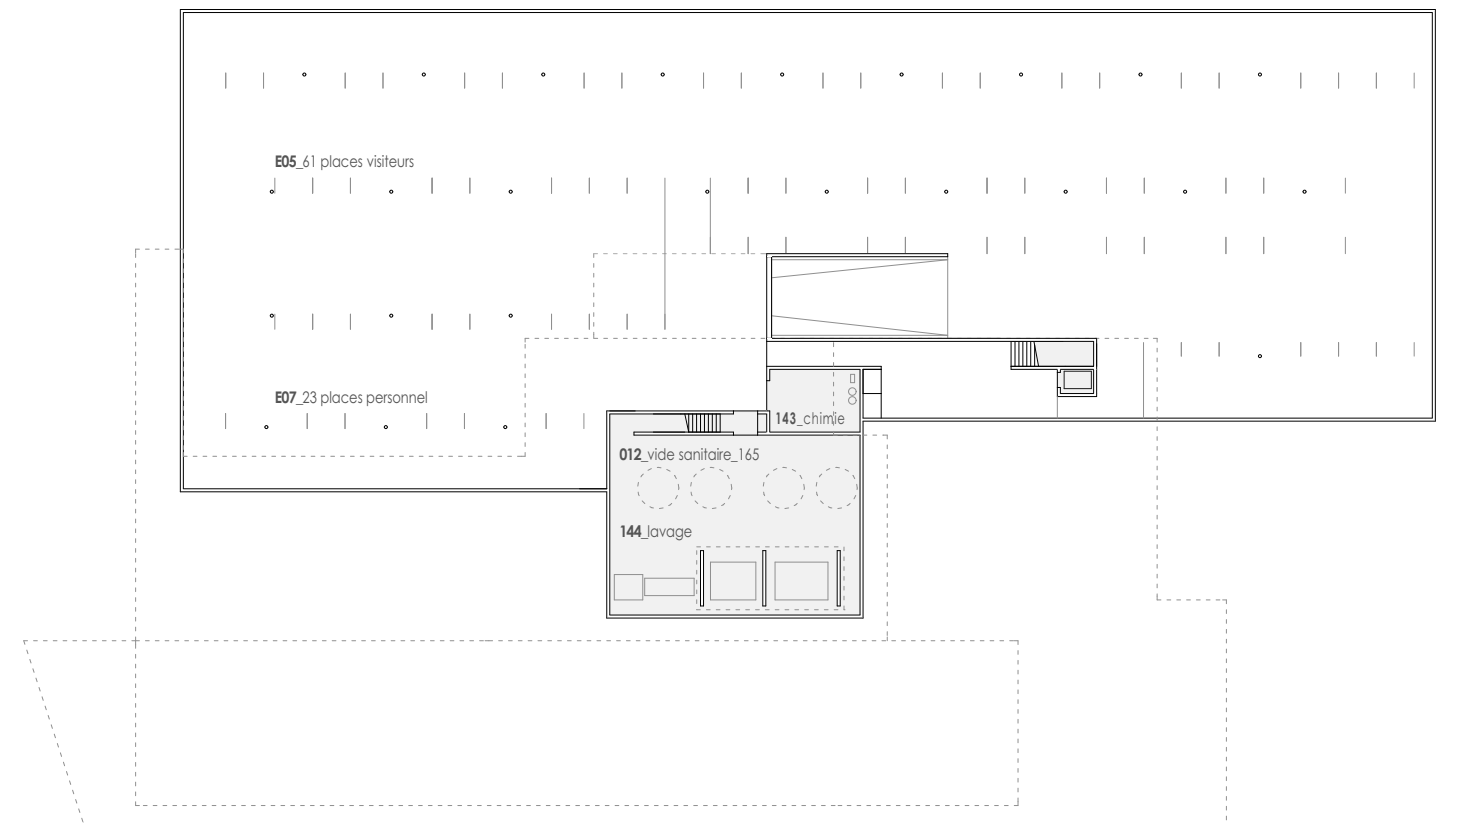 E05_61 places visiteurs
E07_23 places personnel
143_chimie
012_vide sanitaire_165
144_lavage